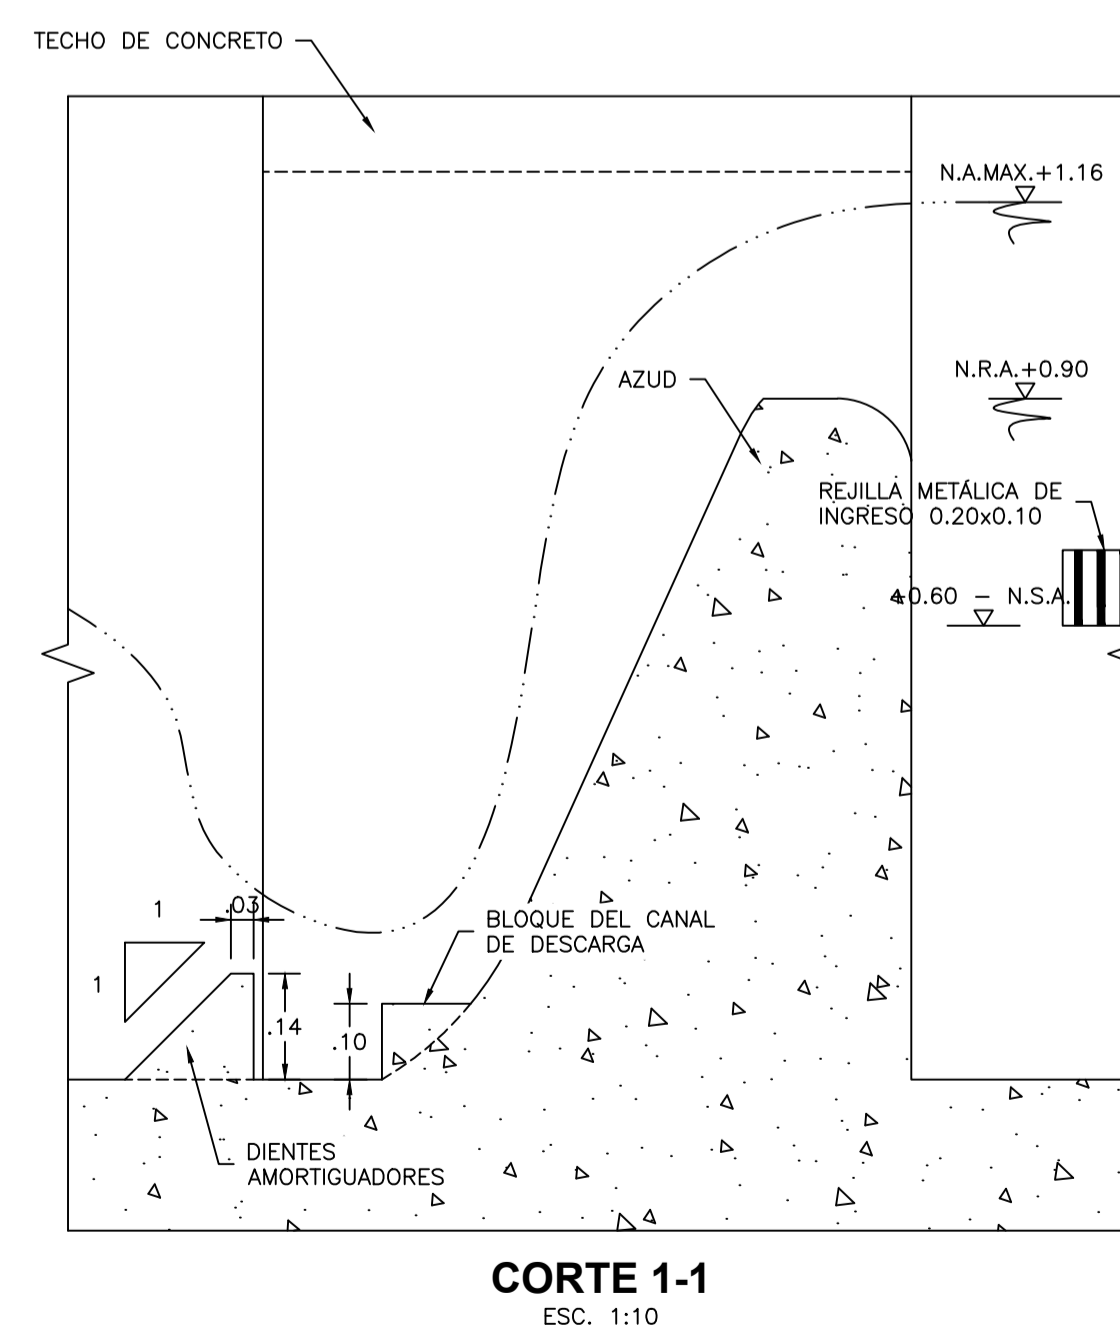 TECHO DE CONCRETO
N.A.MAX.+1.16
N.R.A.+0.90
AZUD
REJILLA METÁLICA DE
INGRESO 0.20x0.10
+0.60 - N.S.A.
.03
1
1
BLOQUE DEL CANAL
DE DESCARGA
.14
.10
DIENTES
AMORTIGUADORES
CORTE 1-1
ESC. 1:10